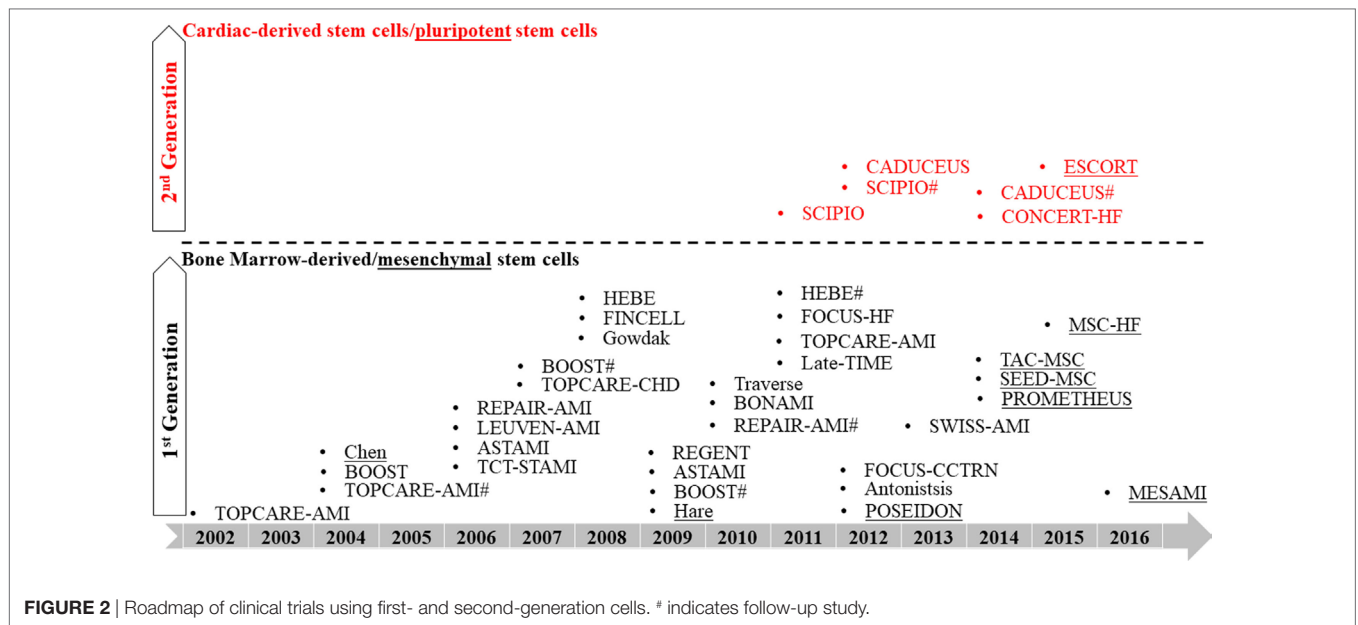 Cardiac-derived stem cells/pluripotent stem cells
2nd Generation
• CADUCEUS
• SCIPIO#
• SCIPIO
• ESCORT
• CADUCEUS#
• CONCERT-HF
Bone Marrow-derived/mesenchymal stem cells
1st Generation
• TOPCARE-AMI
• Chen
• BOOST
• TOPCARE-AMI#
• REPAIR-AMI
• LEUVEN-AMI
• ASTAMI
• TCT-STAMI
• BOOST#
• TOPCARE-CHD
• HEBE
• FINCELL
• Gowdak
• REGENT
• ASTAMI
• BOOST#
• Hare
• Traverse
• BONAMI
• REPAIR-AMI#
• HEBE#
• FOCUS-HF
• TOPCARE-AMI
• Late-TIME
• FOCUS-CCTRN
• Antonistsis
• POSEIDON
• SWISS-AMI
• TAC-MSC
• SEED-MSC
• PROMETHEUS
• MSC-HF
• MESAMI
2002 2003 2004 2005 2006 2007 2008 2009 2010 2011 2012 2013 2014 2015 2016
FIGURE 2 | Roadmap of clinical trials using first- and second-generation cells. # indicates follow-up study.